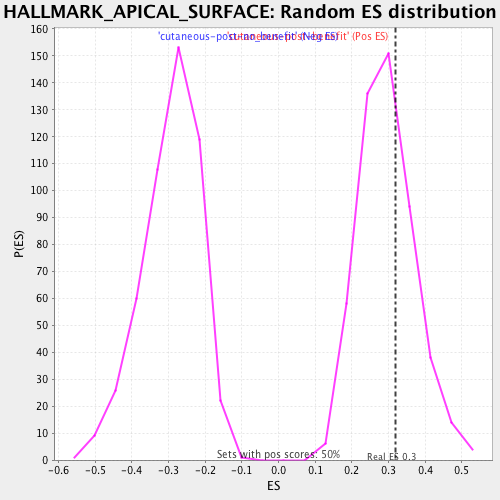 HALLMARK_APICAL_SURFACE: Random ES distribution
'cutaneous-post-no_benefit' (Neg ES)
(Pos ES)
160
150
140
130
120
110
100
90
80
70
60
50
40
30
20
10
0
P(ES)
Sets with pos scores: 50%
Real ES 0.3
-0.6 -0.5 -0.4 -0.3 -0.2 -0.1 0.0 0.1 0.2 0.3 0.4 0.5
ES